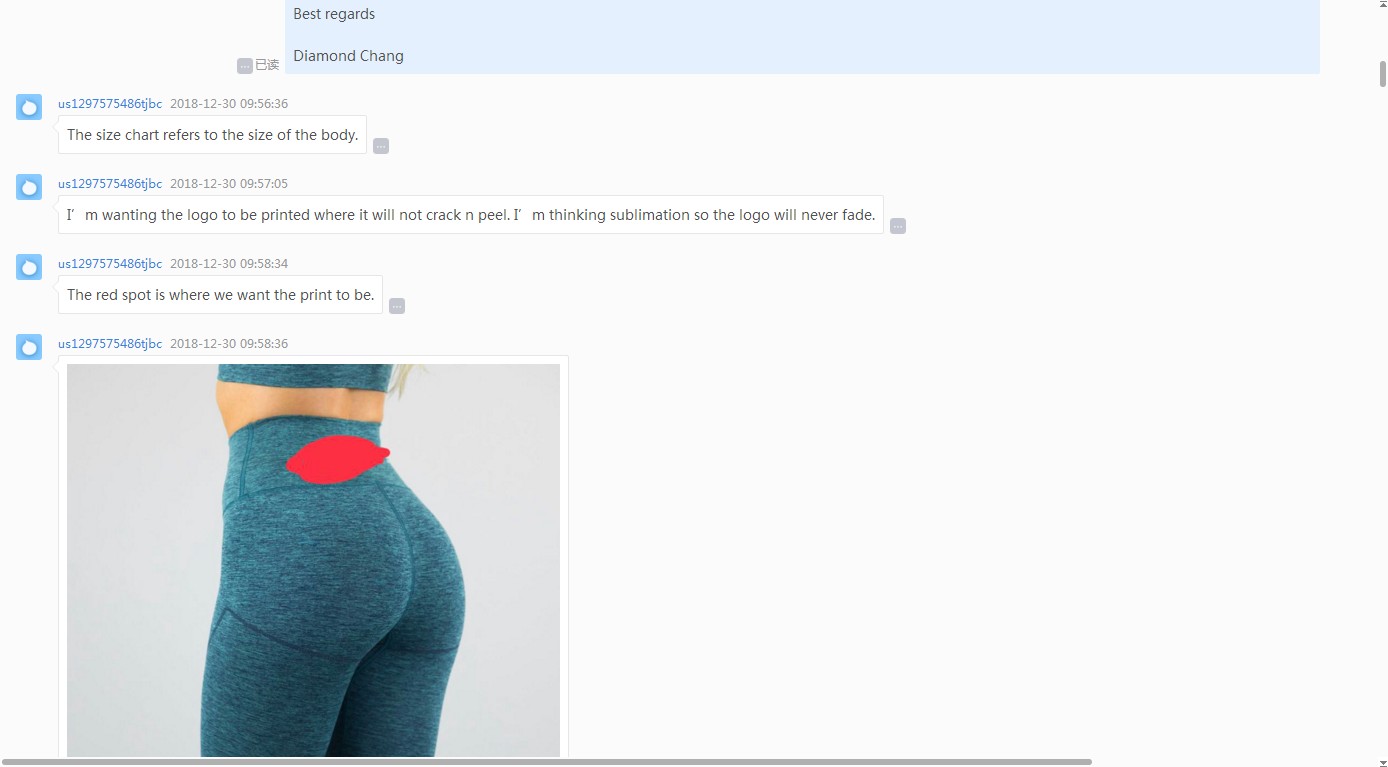 Best regards
Diamond Chang
已读
us1297575486tjbc 2018-12-30 09:56:36
The size chart refers to the size of the body.
us1297575486tjbc 2018-12-30 09:57:05
I’m wanting the logo to be printed where it will not crack n peel. I’m thinking sublimation so the logo will never fade.
us1297575486tjbc 2018-12-30 09:58:34
The red spot is where we want the print to be.
us1297575486tjbc 2018-12-30 09:58:36